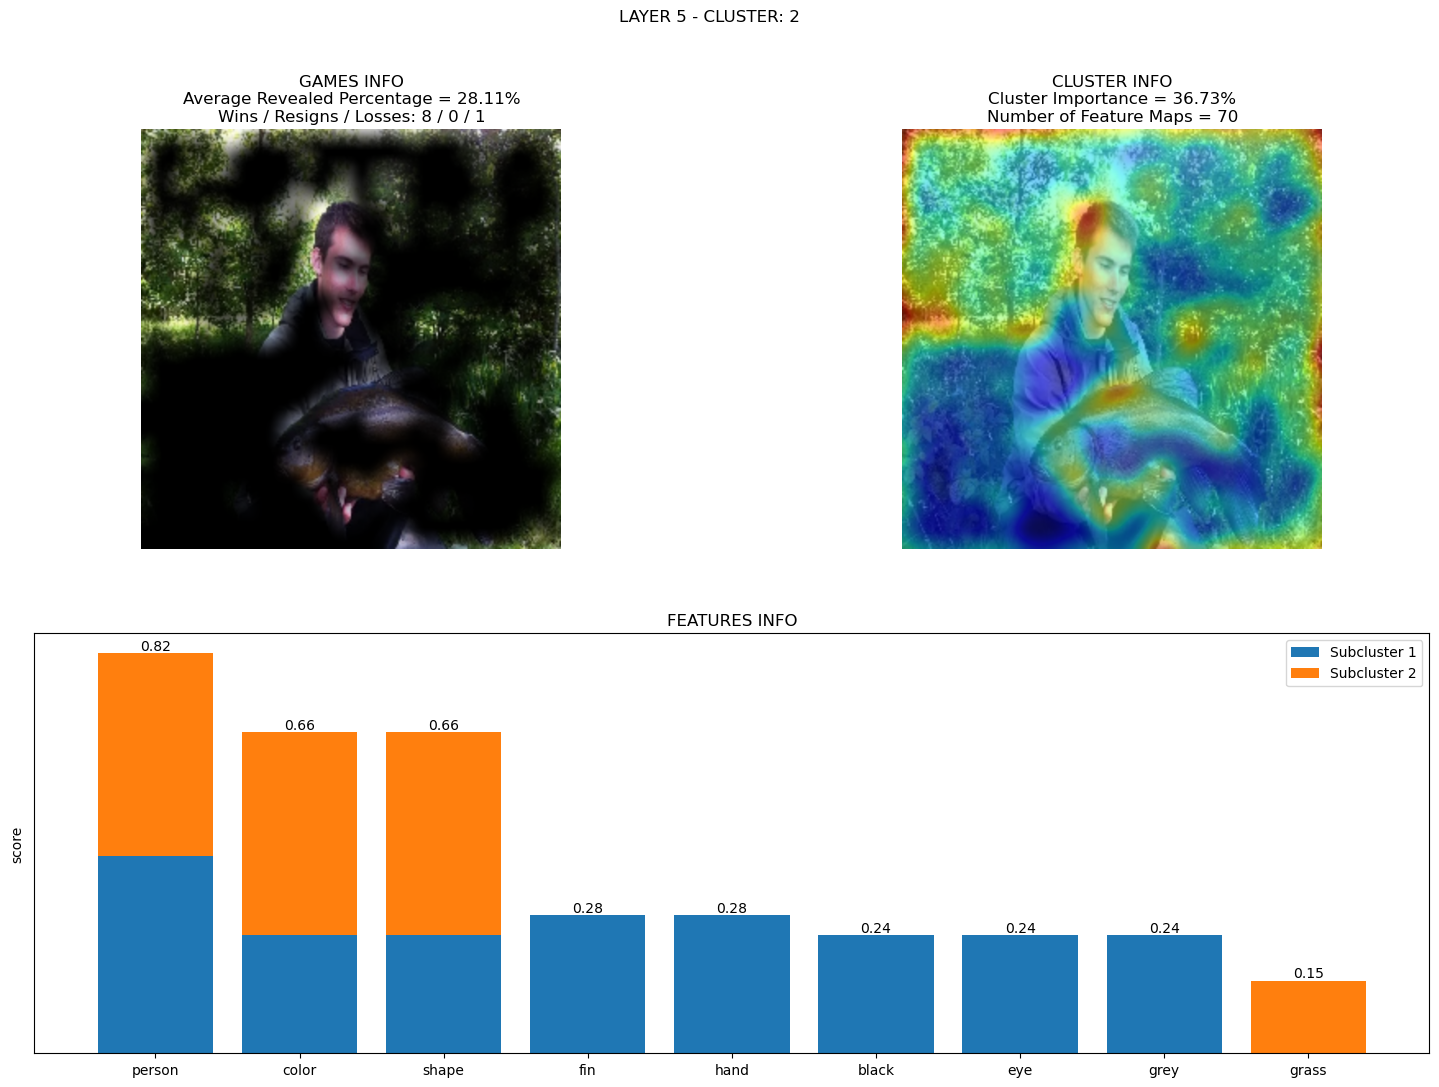 LAYER 5 - CLUSTER: 2
GAMES INFO
Average Revealed Percentage = 28.11%
Wins / Resigns / Losses: 8 / 0 / 1
CLUSTER INFO
Cluster Importance = 36.73%
Number of Feature Maps = 70
FEATURES INFO
Subcluster 1
Subcluster 2
score
0.82
0.66
0.66
0.28
0.28
0.24
0.24
0.24
0.15
person
color
shape
fin
hand
black
eye
grey
grass